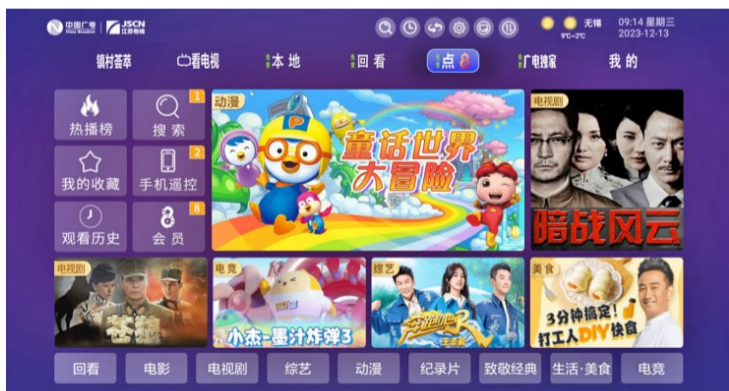 中国广电
China Broadnet
JSCN
江苏有线
无锡
9℃~2℃
09:14 星期三
2023-12-13
镇村荟萃
看电视
本地
回看
点8
广电独家
我的
热播榜
搜索
1
我的收藏
手机遥控
2
观看历史
会员
8
动漫
童话世界
大冒险
电视剧
暗战风云
电视剧
电竞
小杰-墨汁炸弹3
综艺
美食
3分钟搞定!
打工人DIY快食
回看
电影
电视剧
综艺
动漫
纪录片
致敬经典
生活·美食
电竞